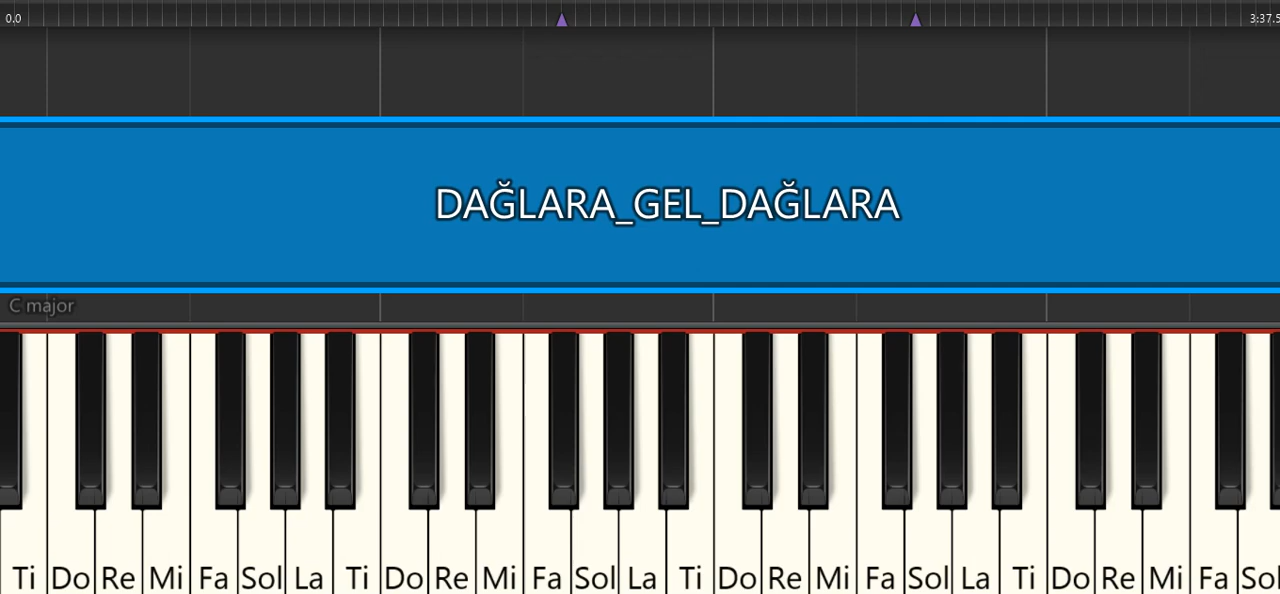 0.0 3:37.5
DAĞLARA_GEL_DAĞLARA
C major
Ti Do Re Mi Fa Sol La Ti Do Re Mi Fa Sol La Ti Do Re Mi Fa Sol La Ti Do Re Mi Fa Sol